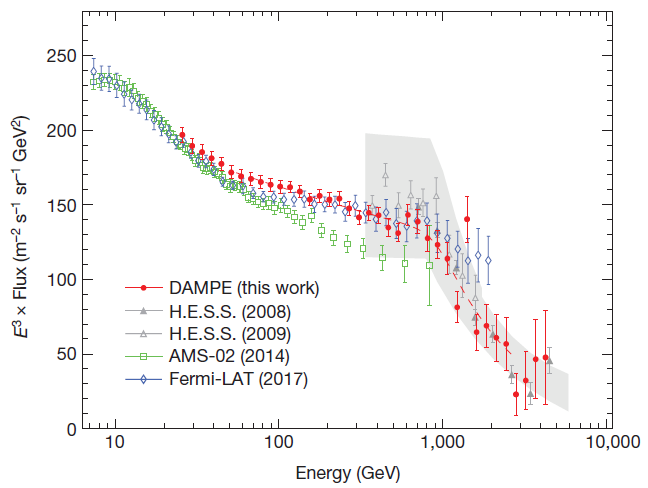 E³ × Flux (m⁻² s⁻¹ sr⁻¹ GeV²)
250
200
150
100
50
0
DAMPE (this work)
H.E.S.S. (2008)
H.E.S.S. (2009)
AMS-02 (2014)
Fermi-LAT (2017)
10
100
1,000
10,000
Energy (GeV)